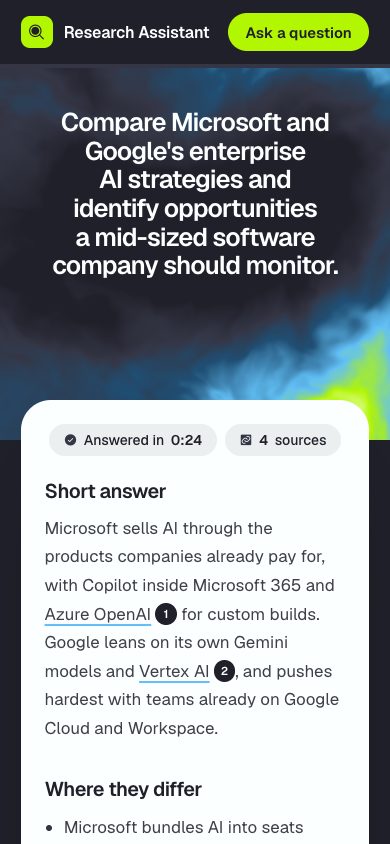 Research Assistant
Ask a question
Compare Microsoft and
Google's enterprise
AI strategies and
identify opportunities
a mid-sized software
company should monitor.
Answered in 0:24
4 sources
Short answer
Microsoft sells AI through the
products companies already pay for,
with Copilot inside Microsoft 365 and
Azure OpenAI 1 for custom builds.
Google leans on its own Gemini
models and Vertex AI 2, and pushes
hardest with teams already on Google
Cloud and Workspace.
Where they differ
• Microsoft bundles AI into seats